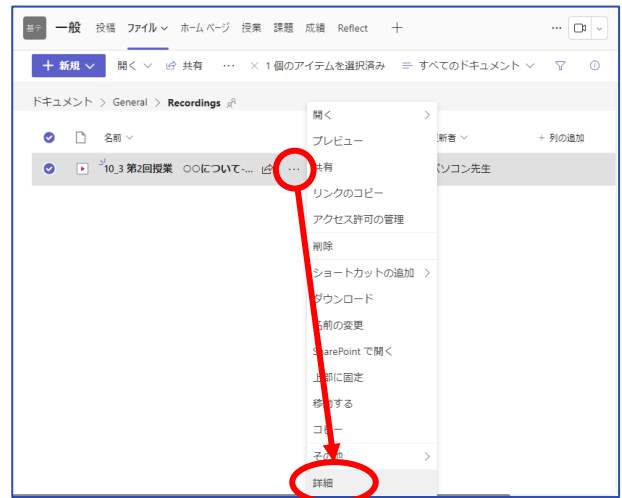 基テ 一般 投稿 ファイル ホームページ 授業 課題 成績 Reflect +
+ 新規 開く 共有 … × 1 個のアイテムを選択済み すべてのドキュメント
ドキュメント > General > Recordings
名前 更新者 + 列の追加
10_3 第2回授業 〇〇について-... … パソコン先生
開く
プレビュー
共有
リンクのコピー
アクセス許可の管理
削除
ショートカットの追加
ダウンロード
名前の変更
SharePoint で開く
上部に固定
移動する
コピー
その他
詳細